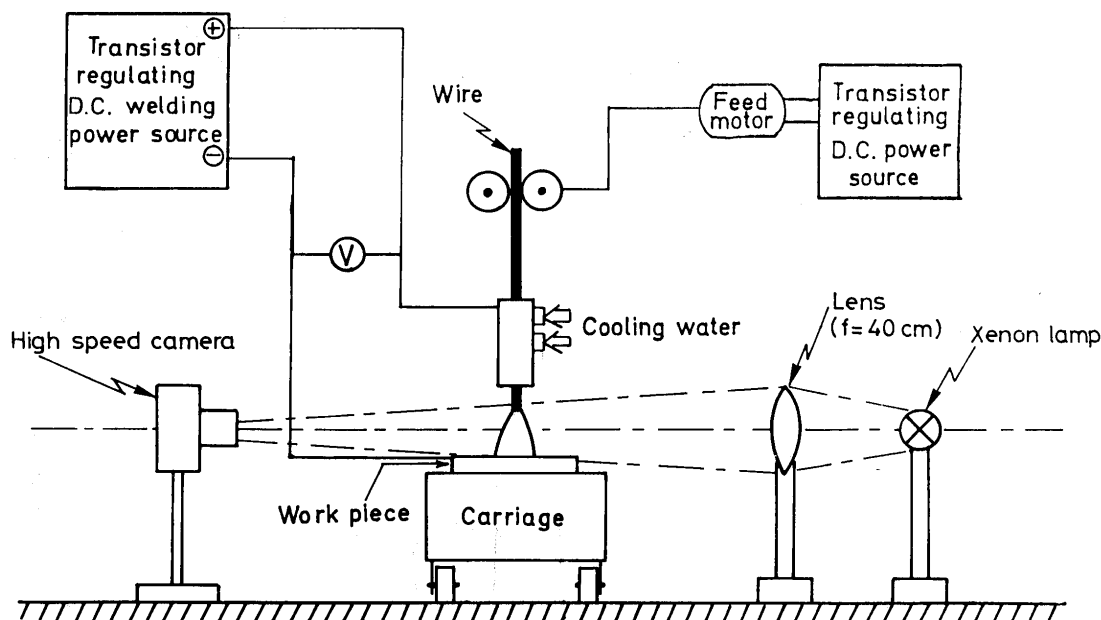 +
Transistor
regulating
D.C. welding
power source
−
Wire
Feed
motor
Transistor
regulating
D.C. power
source
V
Cooling water
Lens
(f=40 cm)
Xenon lamp
High speed camera
Work piece
Carriage